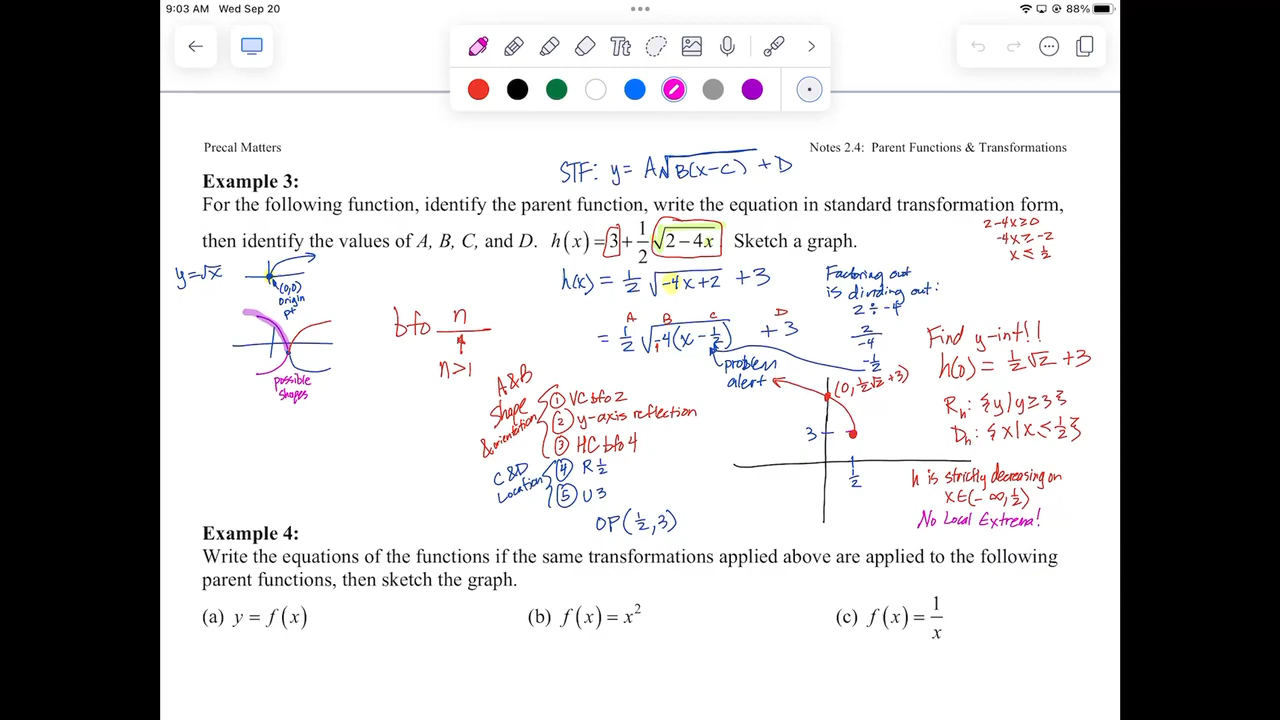 9:03 AM Wed Sep 20
88%
Tt
Precal Matters
Notes 2.4: Parent Functions & Transformations
STF: y = A√B(x-C) + D
Example 3:
For the following function, identify the parent function, write the equation in standard transformation form,
then identify the values of A, B, C, and D. h(x) = 3 + 1/2 √2 − 4x Sketch a graph.
2-4x ≥ 0
-4x ≥ -2
x ≤ 1/2
y = √x
(0,0)
origin
pt
possible
shapes
bfo n
n>1
h(x) = 1/2 √-4x+2 + 3
A B C D
= 1/2 √-4(x - 1/2) + 3
problem
alert
Factoring out
is dividing out:
2 ÷ -4
2/-4
-1/2
Find y-int!!
h(0) = 1/2 √2 + 3
A&B
Shape
& orientation
① VC bfo 2
② y-axis reflection
③ HC bfo 4
C&D
Location
④ R 1/2
⑤ U 3
OP (1/2, 3)
(0, 1/2 √2 + 3)
3
1/2
Rh: {y | y ≥ 3}
Dh: {x | x ≤ 1/2}
h is strictly decreasing on
x∈(-∞, 1/2)
No Local Extrema!
Example 4:
Write the equations of the functions if the same transformations applied above are applied to the following
parent functions, then sketch the graph.
(a) y = f(x)
(b) f(x) = x²
(c) f(x) = 1/x